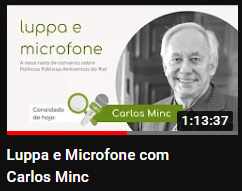 luppa e
microfone
A nova roda de conversa sobre
Políticas Públicas Ambientais do Rio!
Convidado
de hoje:
Carlos Minc
1:13:37
Luppa e Microfone com
Carlos Minc